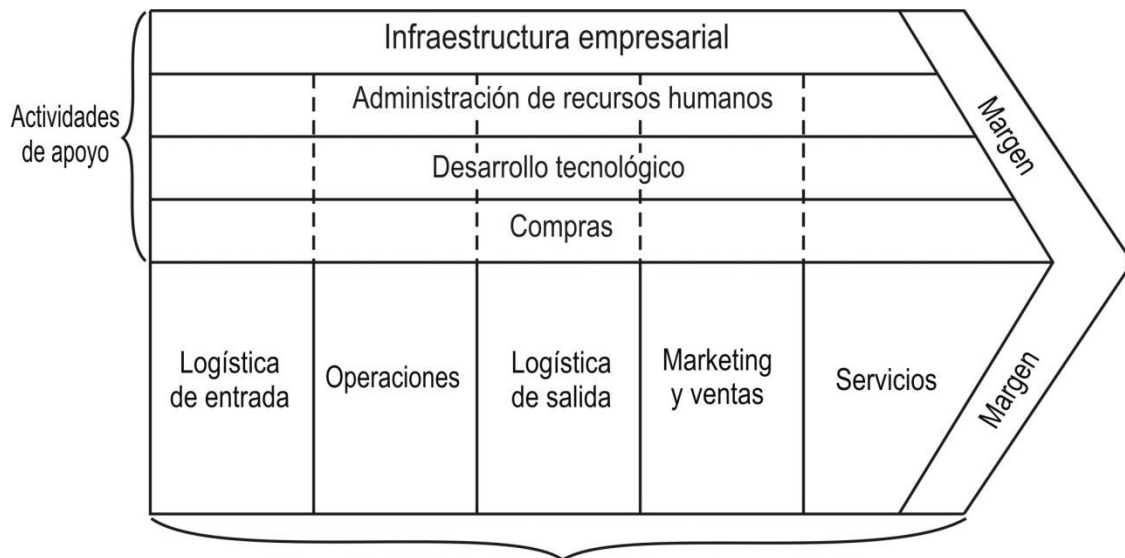 Infraestructura empresarial
Administración de recursos humanos
Desarrollo tecnológico
Compras
Actividades
de apoyo
Margen
Logística
de entrada
Operaciones
Logística
de salida
Marketing
y ventas
Servicios
Margen